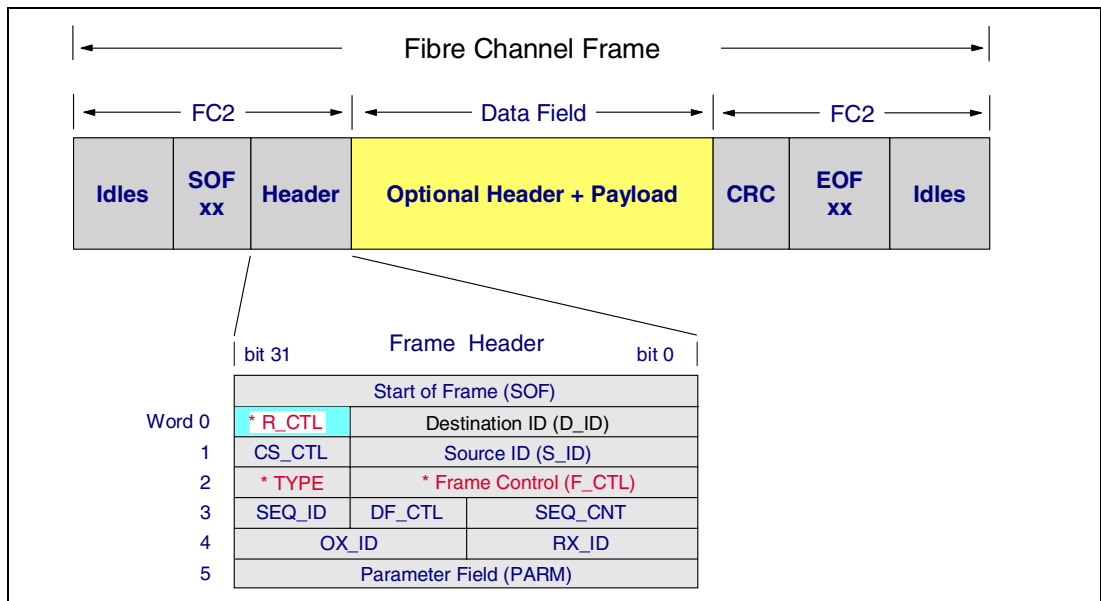 Fibre Channel Frame
FC2 Data Field FC2
Idles SOF xx Header Optional Header + Payload CRC EOF xx Idles
Frame Header
bit 31 bit 0
Start of Frame (SOF)
Word 0 * R_CTL Destination ID (D_ID)
1 CS_CTL Source ID (S_ID)
2 * TYPE * Frame Control (F_CTL)
3 SEQ_ID DF_CTL SEQ_CNT
4 OX_ID RX_ID
5 Parameter Field (PARM)